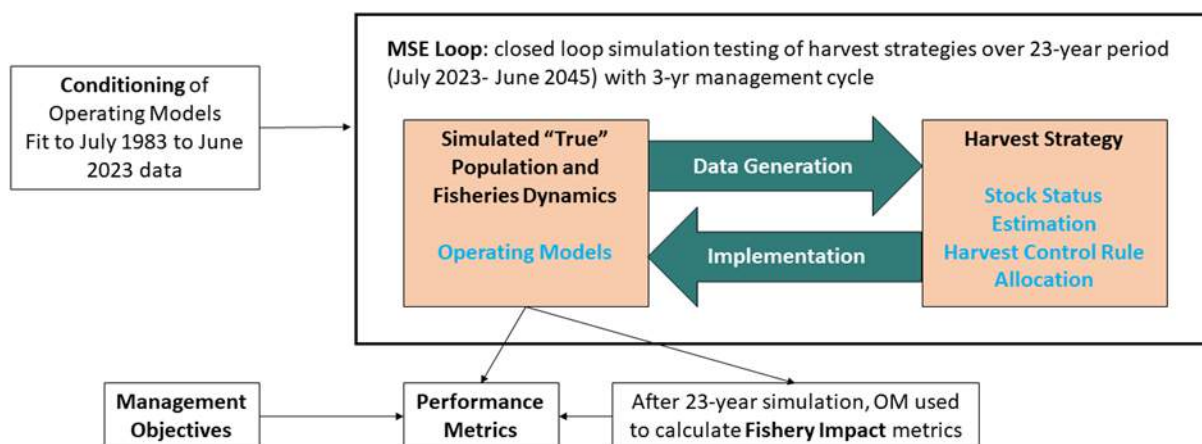 MSE Loop: closed loop simulation testing of harvest strategies over 23-year period
(July 2023- June 2045) with 3-yr management cycle
Conditioning of
Operating Models
Fit to July 1983 to June
2023 data
Simulated “True”
Population and
Fisheries Dynamics
Operating Models
Data Generation
Implementation
Harvest Strategy
Stock Status
Estimation
Harvest Control Rule
Allocation
Management
Objectives
Performance
Metrics
After 23-year simulation, OM used
to calculate Fishery Impact metrics